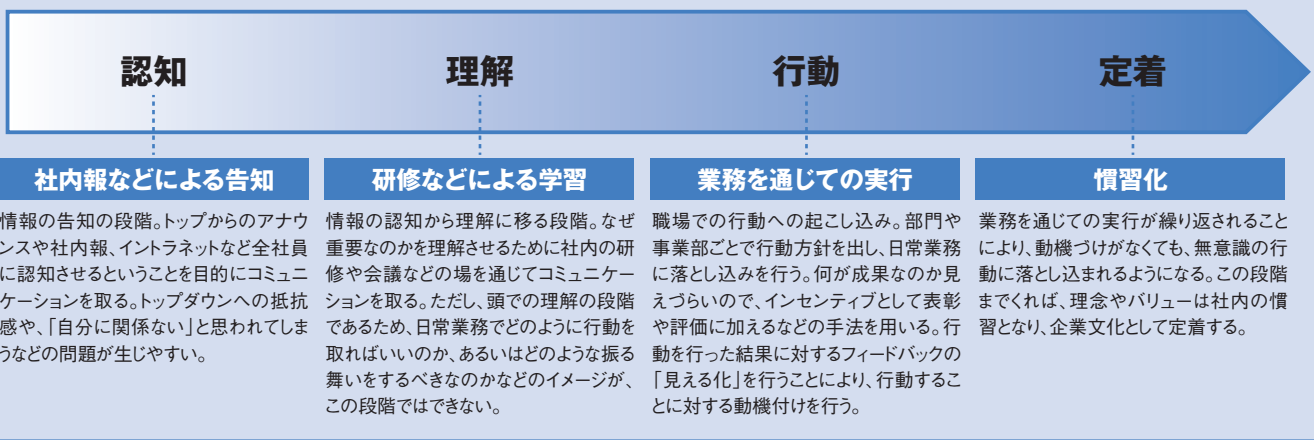 認知
理解
行動
定着
社内報などによる告知
情報の告知の段階。トップからのアナウ
ンスや社内報、イントラネットなど全社員
に認知させるということを目的にコミュニ
ケーションを取る。トップダウンへの抵抗
感や、「自分に関係ない」と思われてしま
うなどの問題が生じやすい。
研修などによる学習
情報の認知から理解に移る段階。なぜ
重要なのかを理解させるために社内の研
修や会議などの場を通じてコミュニケー
ションを取る。ただし、頭での理解の段階
であるため、日常業務でどのように行動を
取ればいいのか、あるいはどのような振る
舞いをするべきなのかなどのイメージが、
この段階ではできない。
業務を通じての実行
職場での行動への起こし込み。部門や
事業部ごとで行動方針を出し、日常業務
に落とし込みを行う。何が成果なのか見
えづらいので、インセンティブとして表彰
や評価に加えるなどの手法を用いる。行
動を行った結果に対するフィードバックの
「見える化」を行うことにより、行動するこ
とに対する動機付けを行う。
慣習化
業務を通じての実行が繰り返されること
により、動機づけがなくても、無意識の行
動に落とし込まれるようになる。この段階
までくれば、理念やバリューは社内の慣
習となり、企業文化として定着する。